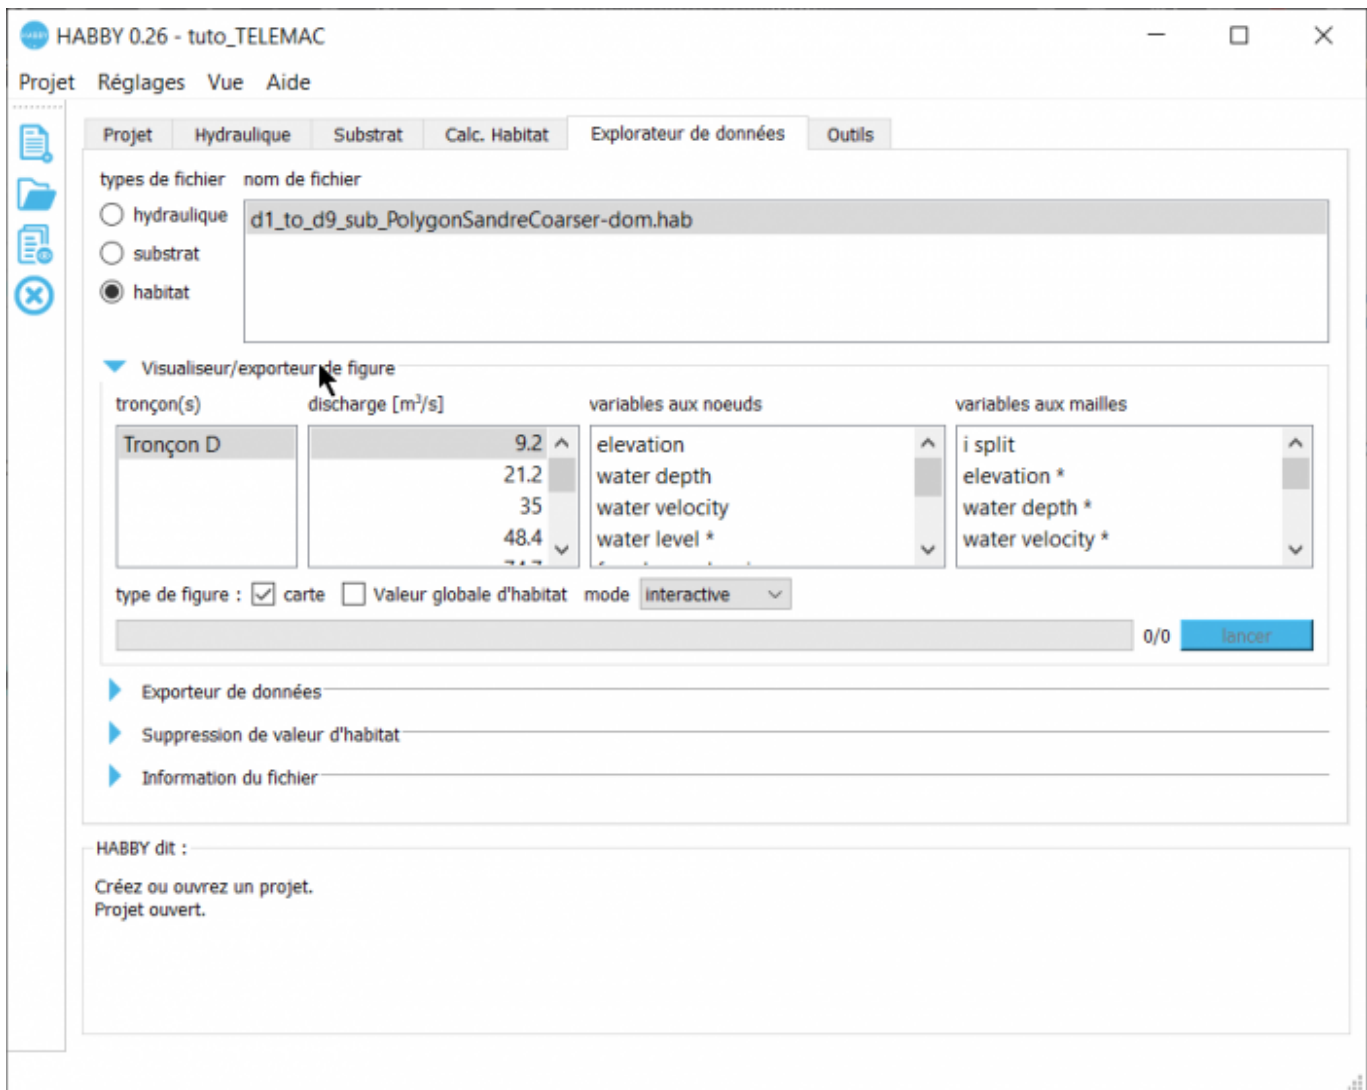 HABBY 0.26 - tuto_TELEMAC
Projet Réglages Vue Aide
Projet Hydraulique Substrat Calc. Habitat Explorateur de données Outils
types de fichier nom de fichier
hydraulique
d1_to_d9_sub_PolygonSandreCoarser-dom.hab
substrat
habitat
Visualiseur/exporteur de figure
tronçon(s) discharge [m³/s] variables aux noeuds variables aux mailles
Tronçon D 9.2 elevation i split
21.2 water depth elevation *
35 water velocity water depth *
48.4 water level * water velocity *
type de figure : carte Valeur globale d'habitat mode interactive
0/0 lancer
Exporteur de données
Suppression de valeur d'habitat
Information du fichier
HABBY dit :
Créez ou ouvrez un projet.
Projet ouvert.